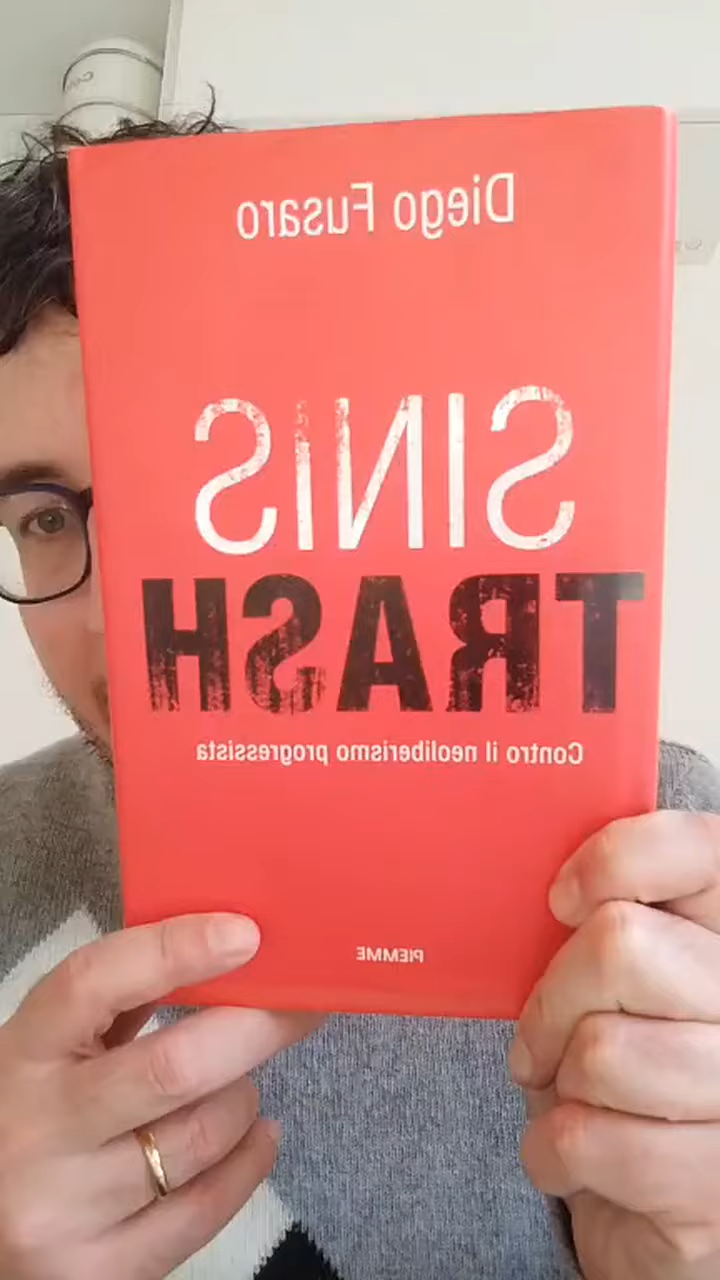 Diego Fusaro
SINIS
TRASH
Contro il neoliberismo progressista
PIEMME